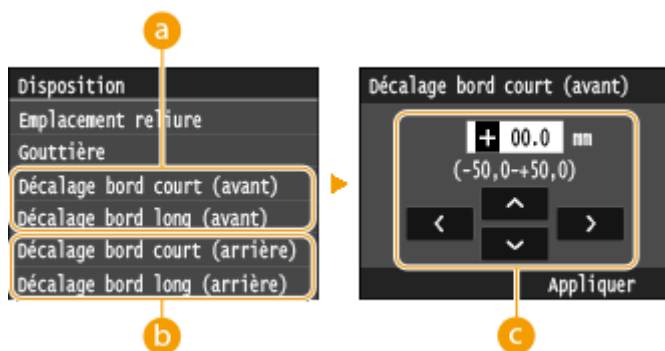 a
Disposition
Emplacement reliure
Gouttière
Décalage bord court (avant)
Décalage bord long (avant)
Décalage bord court (arrière)
Décalage bord long (arrière)
b
Décalage bord court (avant)
+ 00.0 mm
(-50,0-+50,0)
Appliquer
c